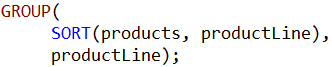 GROUP(
SORT(products, productLine),
productLine);